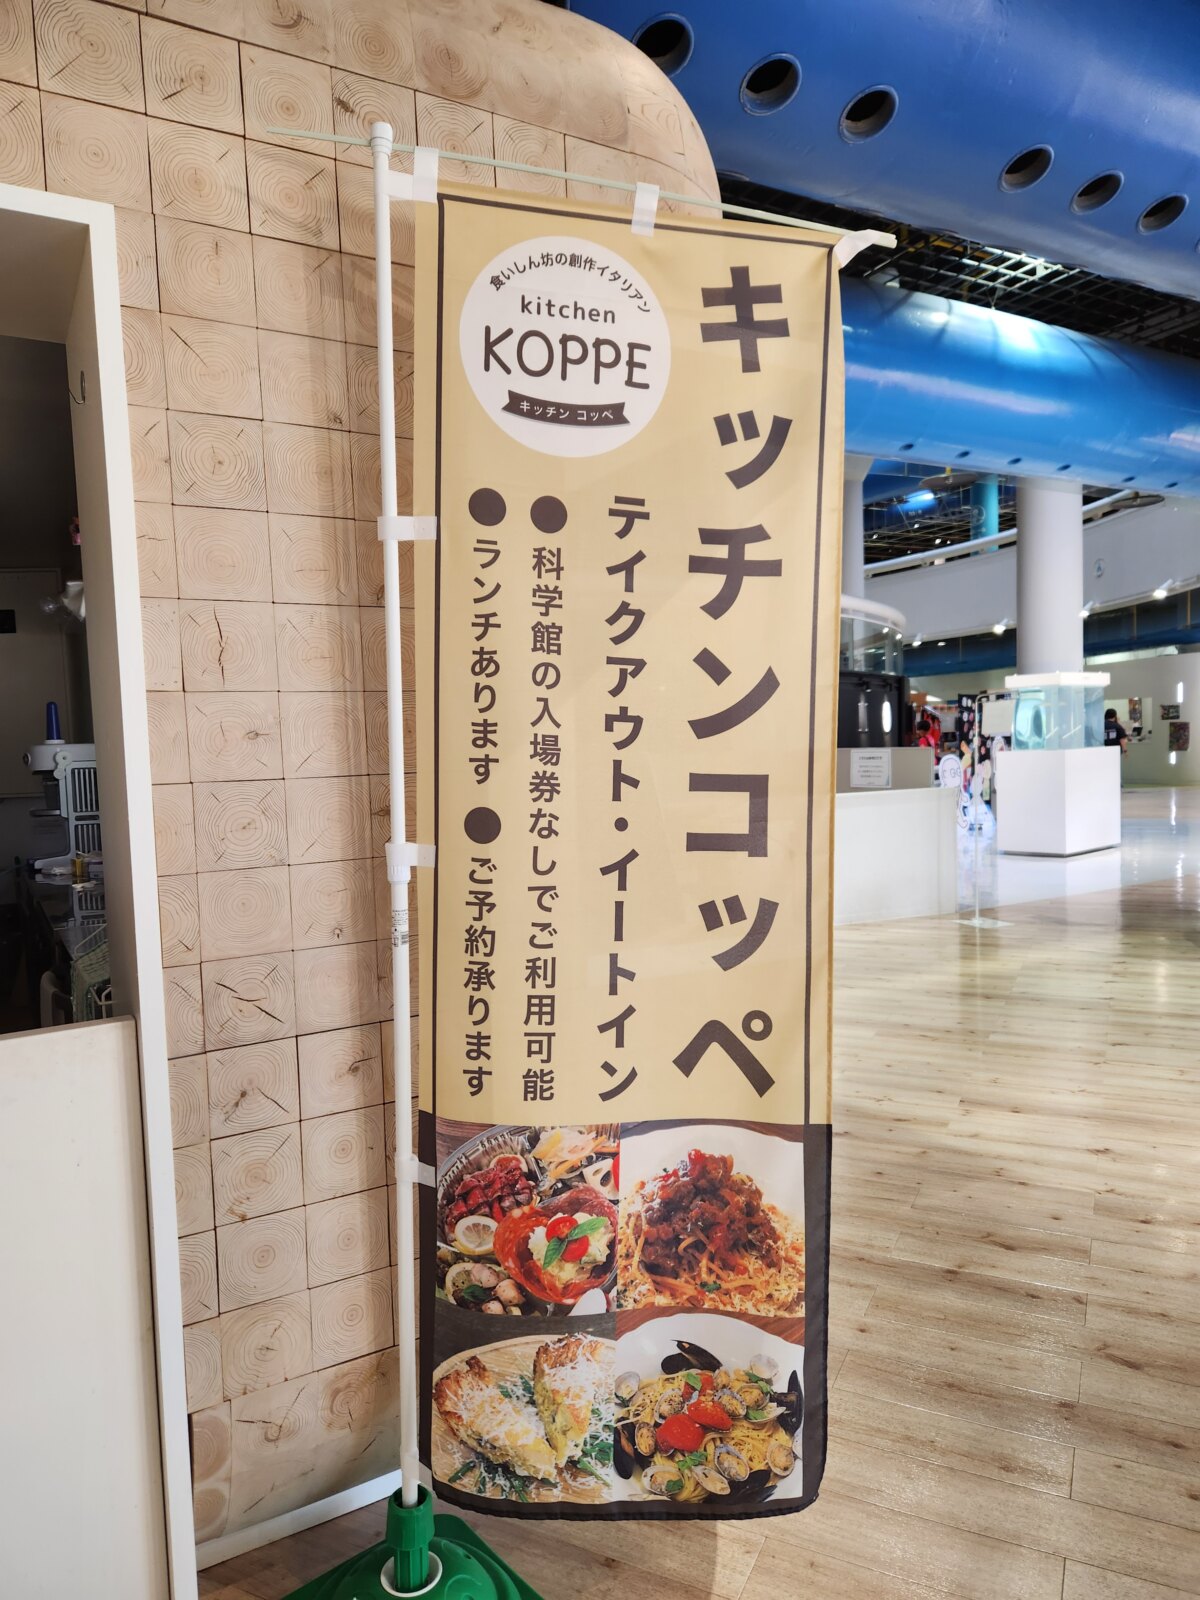 食いしん坊の創作イタリアン
kitchen
KOPPE
キッチン コッペ
キッチンコッペ
テイクアウト・イートイン
●科学館の入場券なしでご利用可能
●ランチあります ●ご予約承ります